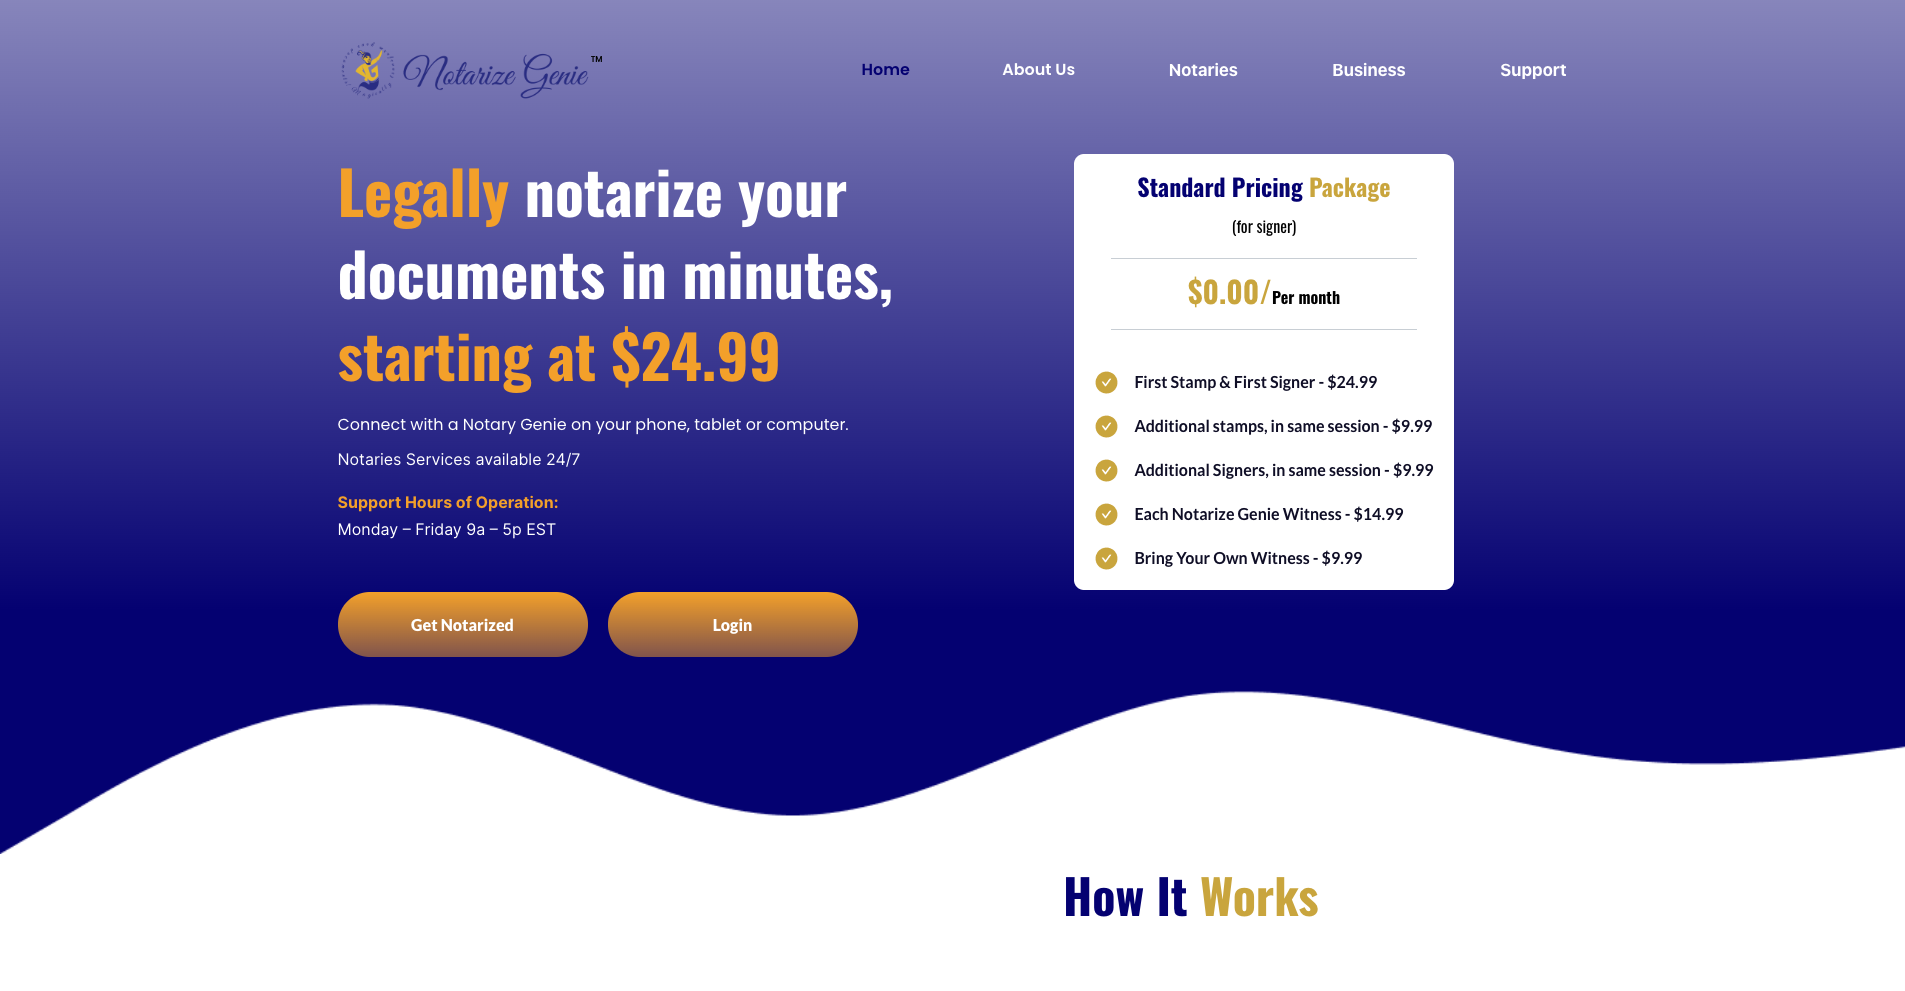 Notarize Genie™
Home
About Us
Notaries
Business
Support
Legally notarize your
documents in minutes,
starting at $24.99
Connect with a Notary Genie on your phone, tablet or computer.
Notaries Services available 24/7
Support Hours of Operation:
Monday – Friday 9a – 5p EST
Get Notarized
Login
Standard Pricing Package
(for signer)
$0.00/Per month
First Stamp & First Signer - $24.99
Additional stamps, in same session - $9.99
Additional Signers, in same session - $9.99
Each Notarize Genie Witness - $14.99
Bring Your Own Witness - $9.99
How It Works